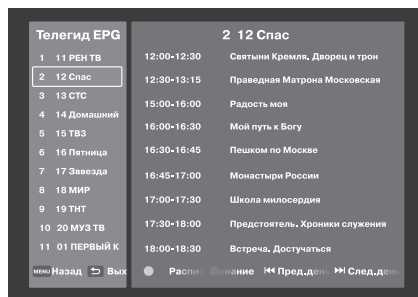 Телегид EPG
1 11 РЕН ТВ
2 12 Спас
3 13 СТС
4 14 Домашний
5 15 ТВ3
6 16 Пятница
7 17 Зввезда
8 18 МИР
9 19 ТНТ
10 20 МУЗ ТВ
11 01 ПЕРВЫЙ К
MENU Назад Вых
2 12 Спас
12:00-12:30 Святыни Кремля. Дворец и трон
12:30-13:15 Праведная Матрона Московская
15:00-16:00 Радость моя
16:00-16:30 Мой путь к Богу
16:30-16:45 Пешком по Москве
16:45-17:00 Монастыри России
17:00-17:30 Школа милосердия
17:30-18:00 Предстоятель. Хроники служения
18:00-18:30 Встреча. Достучаться
Распис инание Пред.день След.день